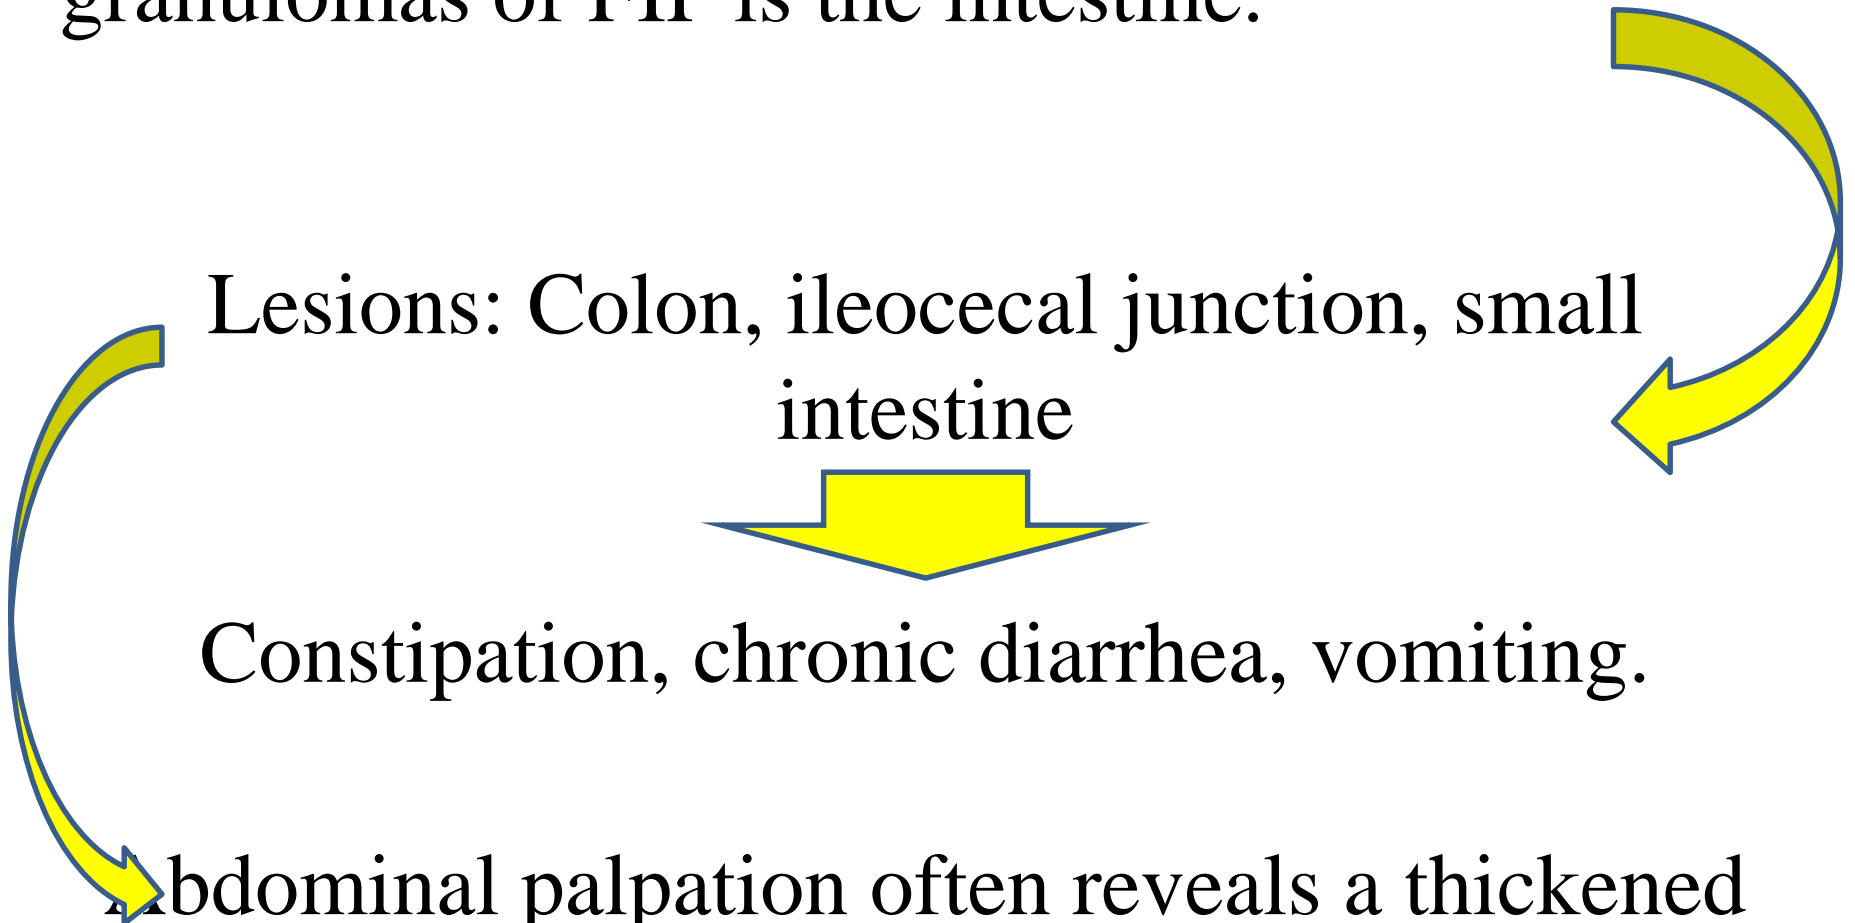 granulomas of FIP is the intestine.
Lesions: Colon, ileocecal junction, small
intestine
Constipation, chronic diarrhea, vomiting.
Abdominal palpation often reveals a thickened